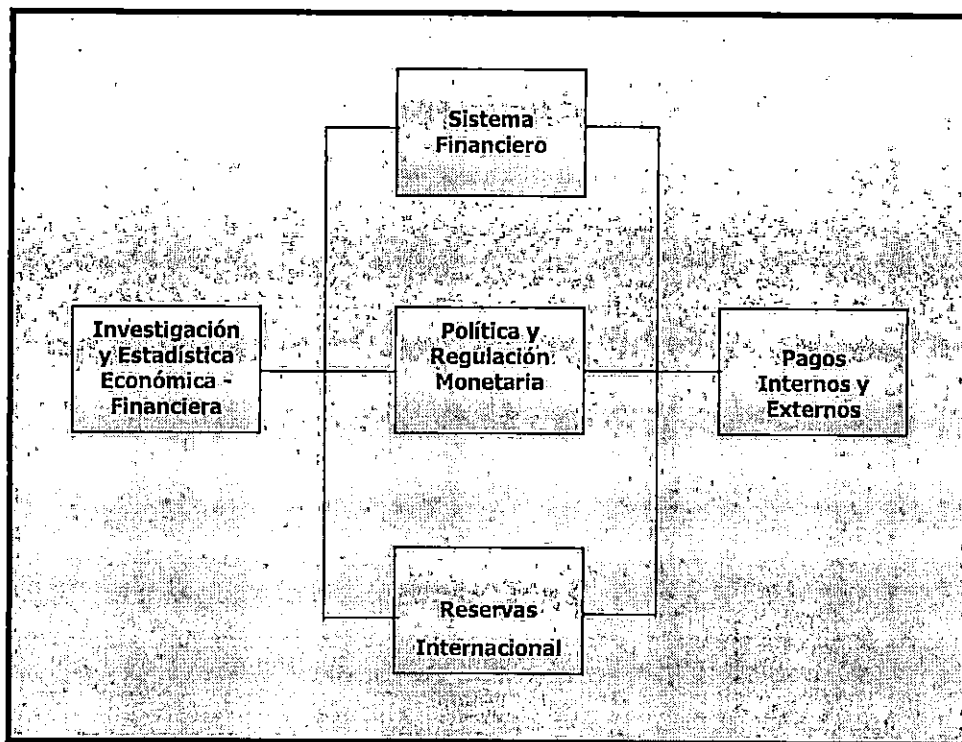 Sistema
Financiero
Investigación
y Estadística
Económica -
Financiera
Política y
Regulación
Monetaria
Pagos
Internos y
Externos
Reservas
Internacional